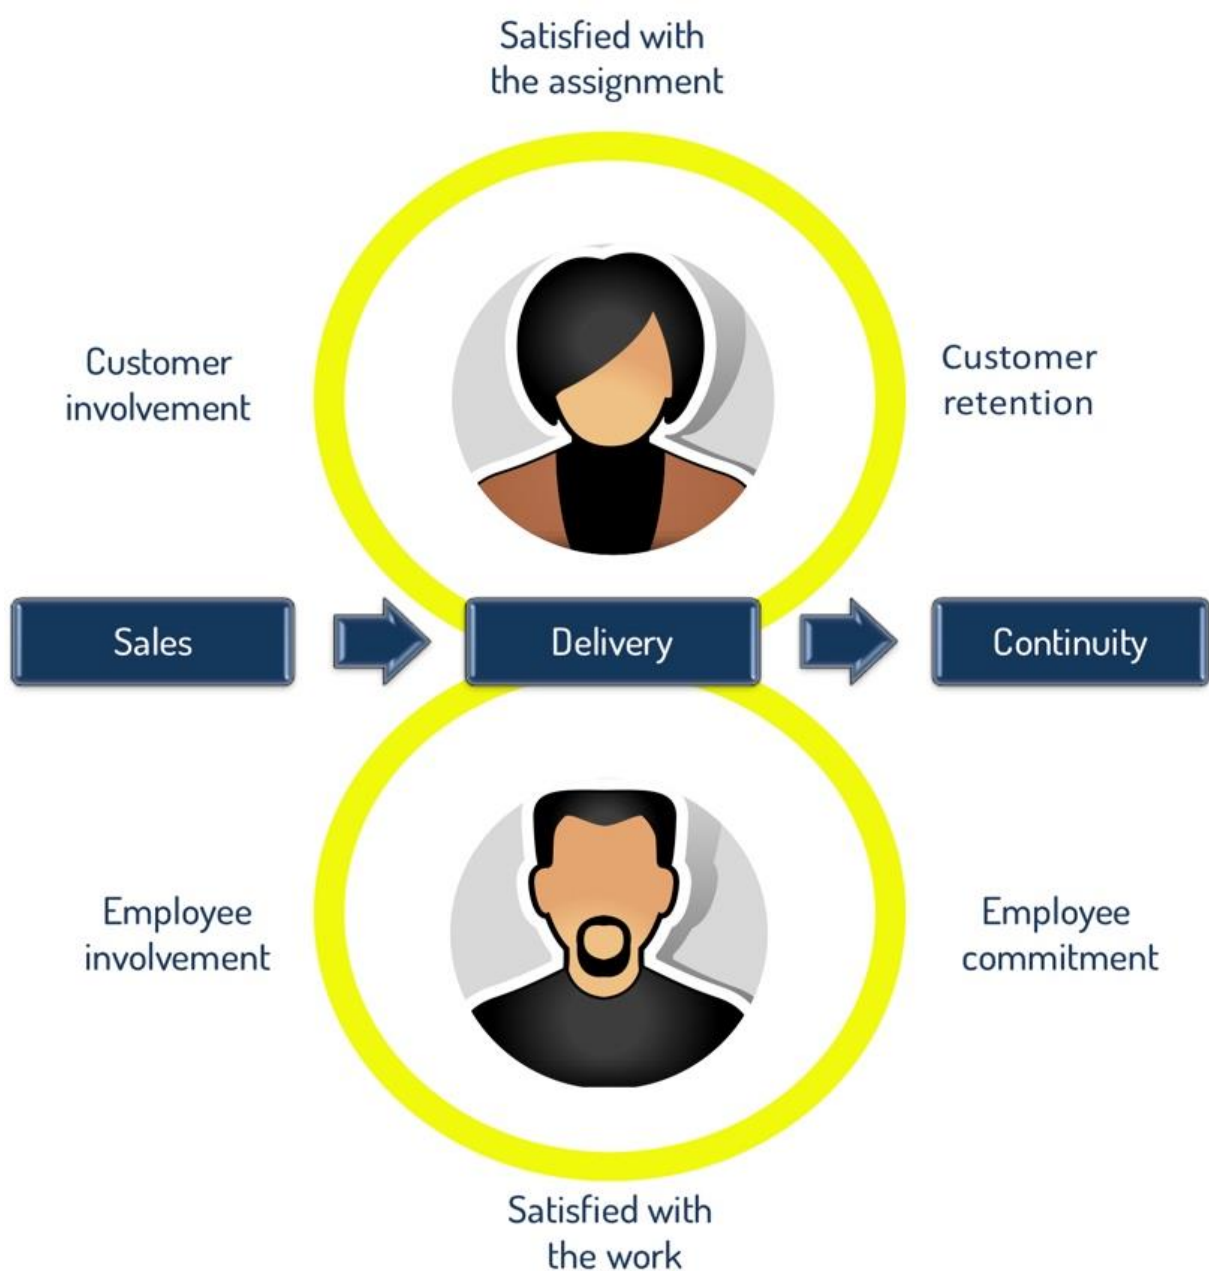 Satisfied with
the assignment
Customer
involvement
Customer
retention
Sales
Delivery
Continuity
Employee
involvement
Employee
commitment
Satisfied with
the work